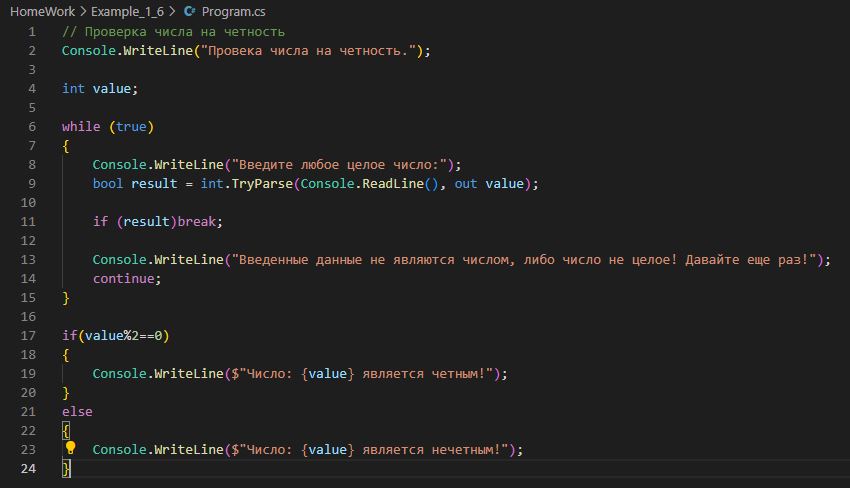 HomeWork > Example_1_6 > Program.cs
1 // Проверка числа на четность
2 Console.WriteLine("Провека числа на четность.");
3
4 int value;
5
6 while (true)
7 {
8 Console.WriteLine("Введите любое целое число:");
9 bool result = int.TryParse(Console.ReadLine(), out value);
10
11 if (result)break;
12
13 Console.WriteLine("Введенные данные не являются числом, либо число не целое! Давайте еще раз!");
14 continue;
15 }
16
17 if(value%2==0)
18 {
19 Console.WriteLine($"Число: {value} является четным!");
20 }
21 else
22 {
23 Console.WriteLine($"Число: {value} является нечетным!");
24 }